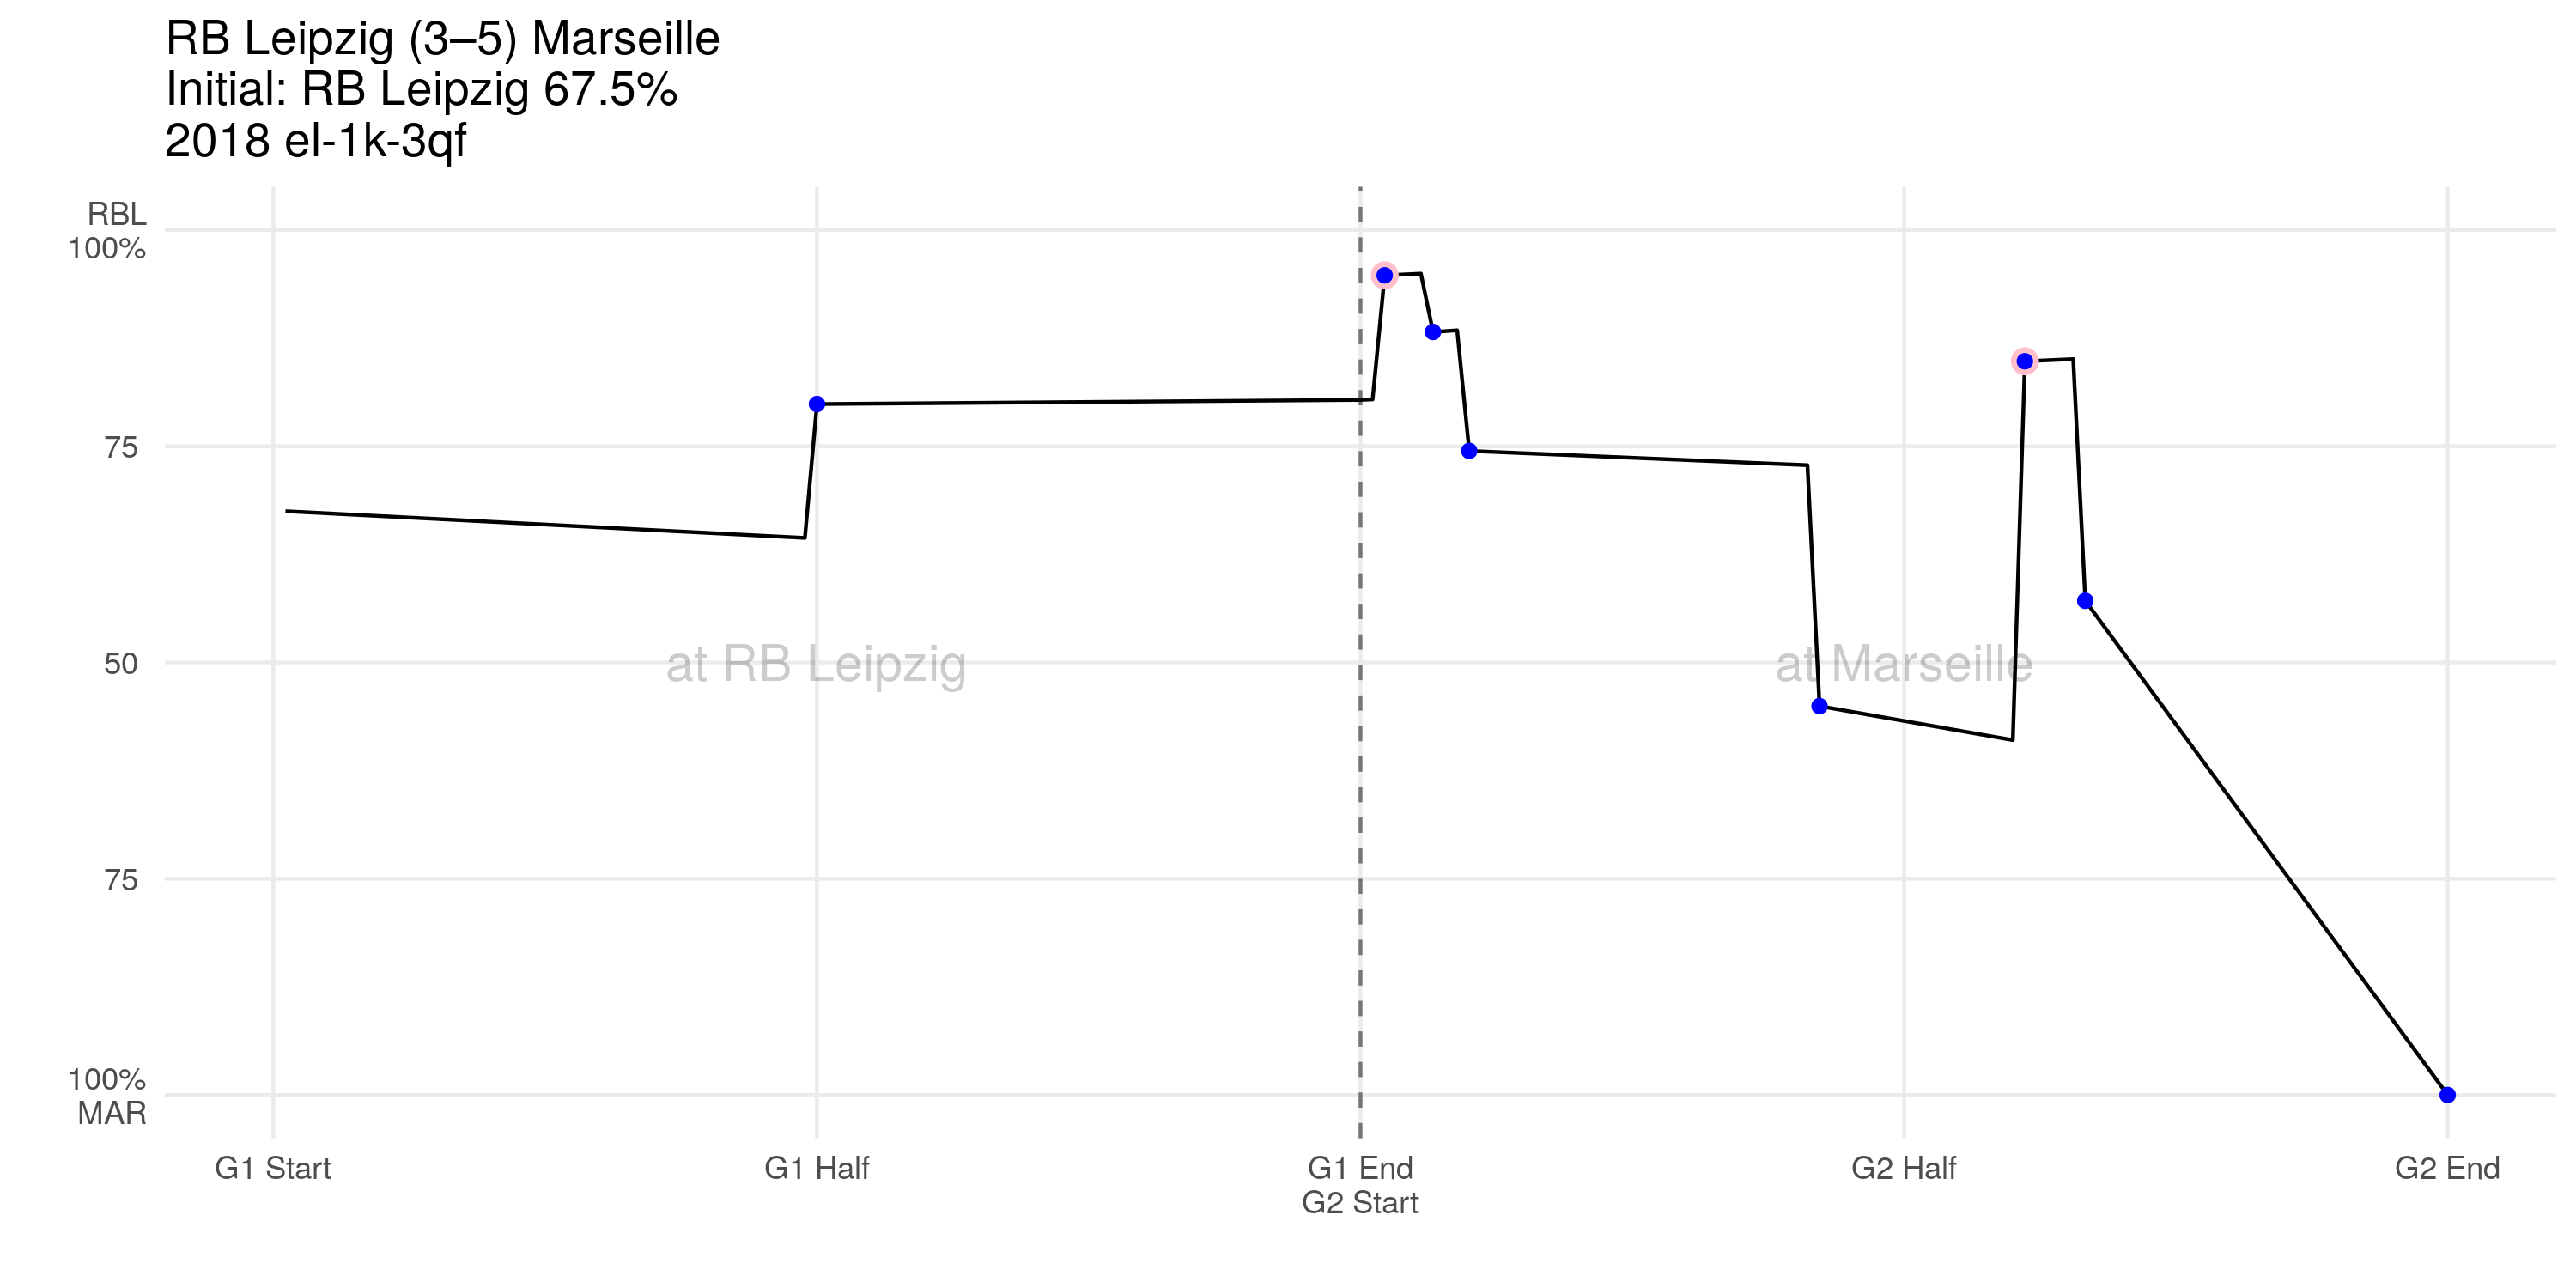 RB Leipzig (3–5) Marseille
Initial: RB Leipzig 67.5%
2018 el-1k-3qf
RBL
100%
75
50
75
100%
MAR
at RB Leipzig
at Marseille
G1 Start
G1 Half
G1 End
G2 Start
G2 Half
G2 End